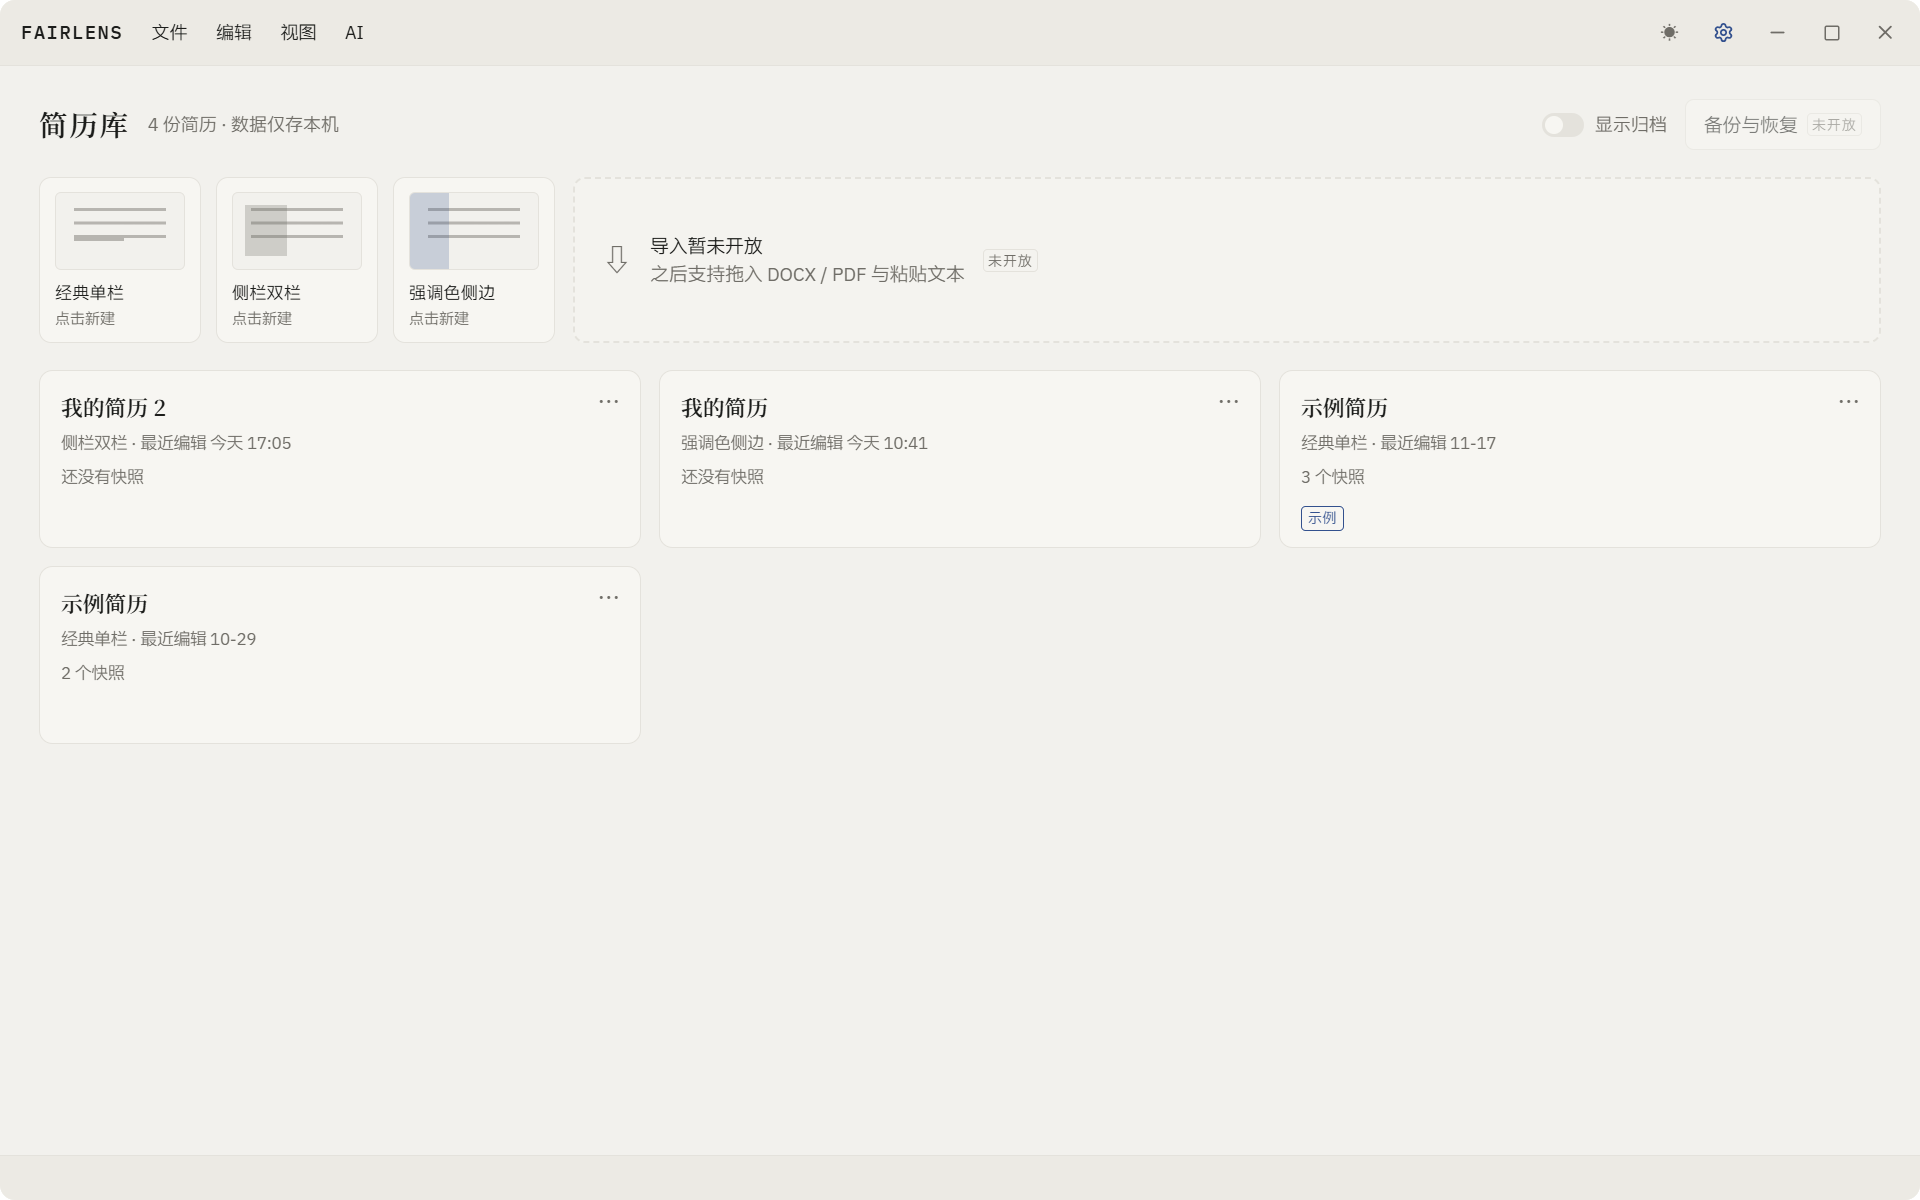 FAIRLENS 文件 编辑 视图 AI
简历库 4 份简历 · 数据仅存本机 显示归档 备份与恢复 未开放
经典单栏
点击新建
侧栏双栏
点击新建
强调色侧边
点击新建
导入暂未开放
之后支持拖入 DOCX / PDF 与粘贴文本
未开放
我的简历 2
侧栏双栏 · 最近编辑 今天 17:05
还没有快照
我的简历
强调色侧边 · 最近编辑 今天 10:41
还没有快照
示例简历
经典单栏 · 最近编辑 11-17
3 个快照
示例
示例简历
经典单栏 · 最近编辑 10-29
2 个快照